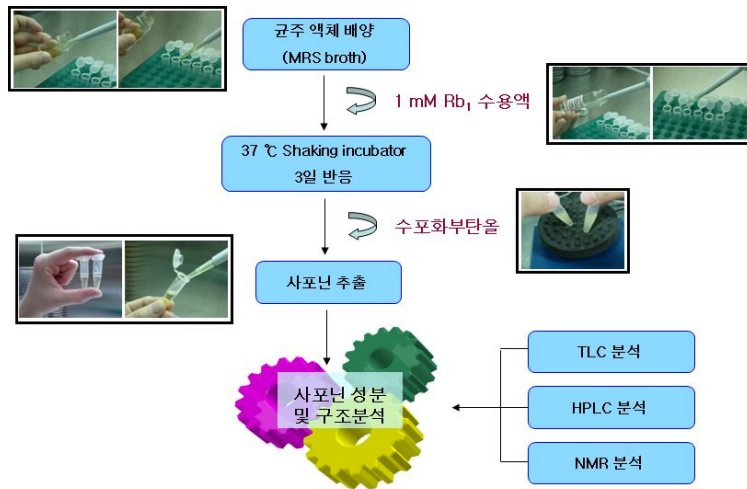 균주 액체 배양
(MRS broth)
1 mM Rb₁ 수용액
37 ℃ Shaking incubator
3일 반응
수포화부탄올
사포닌 추출
사포닌 성분
및 구조분석
TLC 분석
HPLC 분석
NMR 분석